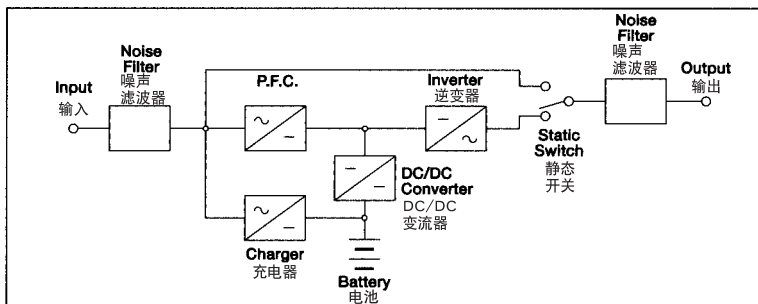 Input
输入
Noise
Filter
噪声
滤波器
P.F.C.
Inverter
逆变器
Noise
Filter
噪声
滤波器
Output
输出
Static
Switch
静态
开关
DC/DC
Converter
DC/DC
变流器
Charger
充电器
Battery
电池